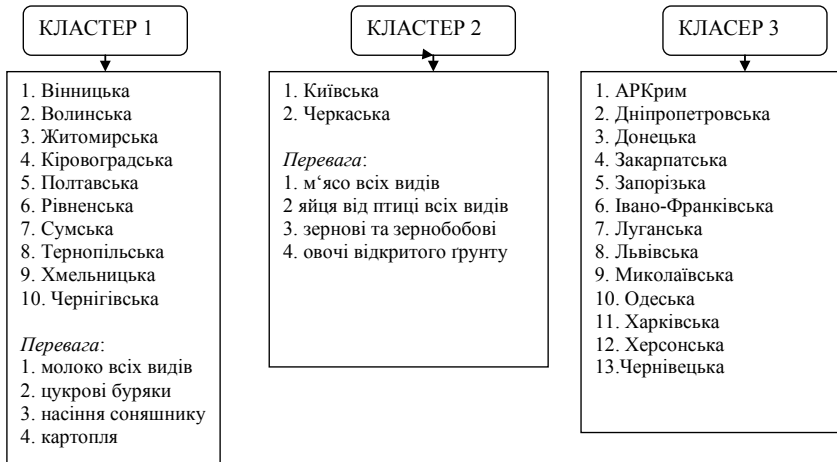 КЛАСТЕР 1
1. Вінницька
2. Волинська
3. Житомирська
4. Кіровоградська
5. Полтавська
6. Рівненська
7. Сумська
8. Тернопільська
9. Хмельницька
10. Чернігівська
Перевага:
1. молоко всіх видів
2. цукрові буряки
3. насіння соняшнику
4. картопля
КЛАСТЕР 2
1. Київська
2. Черкаська
Перевага:
1. м‘ясо всіх видів
2 яйця від птиці всіх видів
3. зернові та зернобобові
4. овочі відкритого ґрунту
КЛАСЕР 3
1. АРКрим
2. Дніпропетровська
3. Донецька
4. Закарпатська
5. Запорізька
6. Івано-Франківська
7. Луганська
8. Львівська
9. Миколаївська
10. Одеська
11. Харківська
12. Херсонська
13.Чернівецька